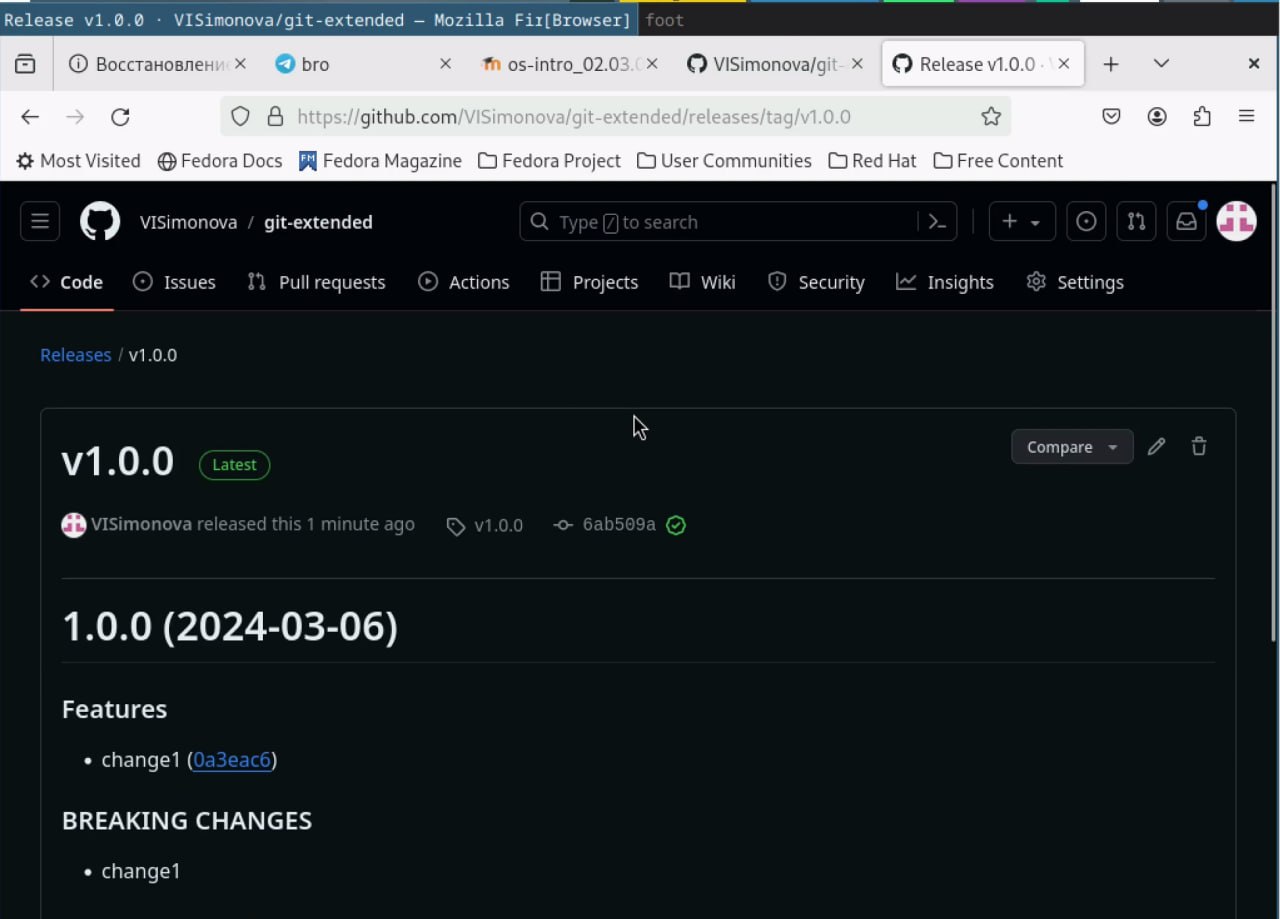 Release v1.0.0 · VISimonova/git-extended — Mozilla Fir[Browser] foot
Восстановлени bro os-intro_02.03.0 VISimonova/git- Release v1.0.0 ·
https://github.com/VISimonova/git-extended/releases/tag/v1.0.0
Most Visited Fedora Docs Fedora Magazine Fedora Project User Communities Red Hat Free Content
VISimonova / git-extended Type / to search
Code Issues Pull requests Actions Projects Wiki Security Insights Settings
Releases / v1.0.0
v1.0.0 Latest Compare
VISimonova released this 1 minute ago v1.0.0 6ab509a
1.0.0 (2024-03-06)
Features
• change1 (0a3eac6)
BREAKING CHANGES
• change1